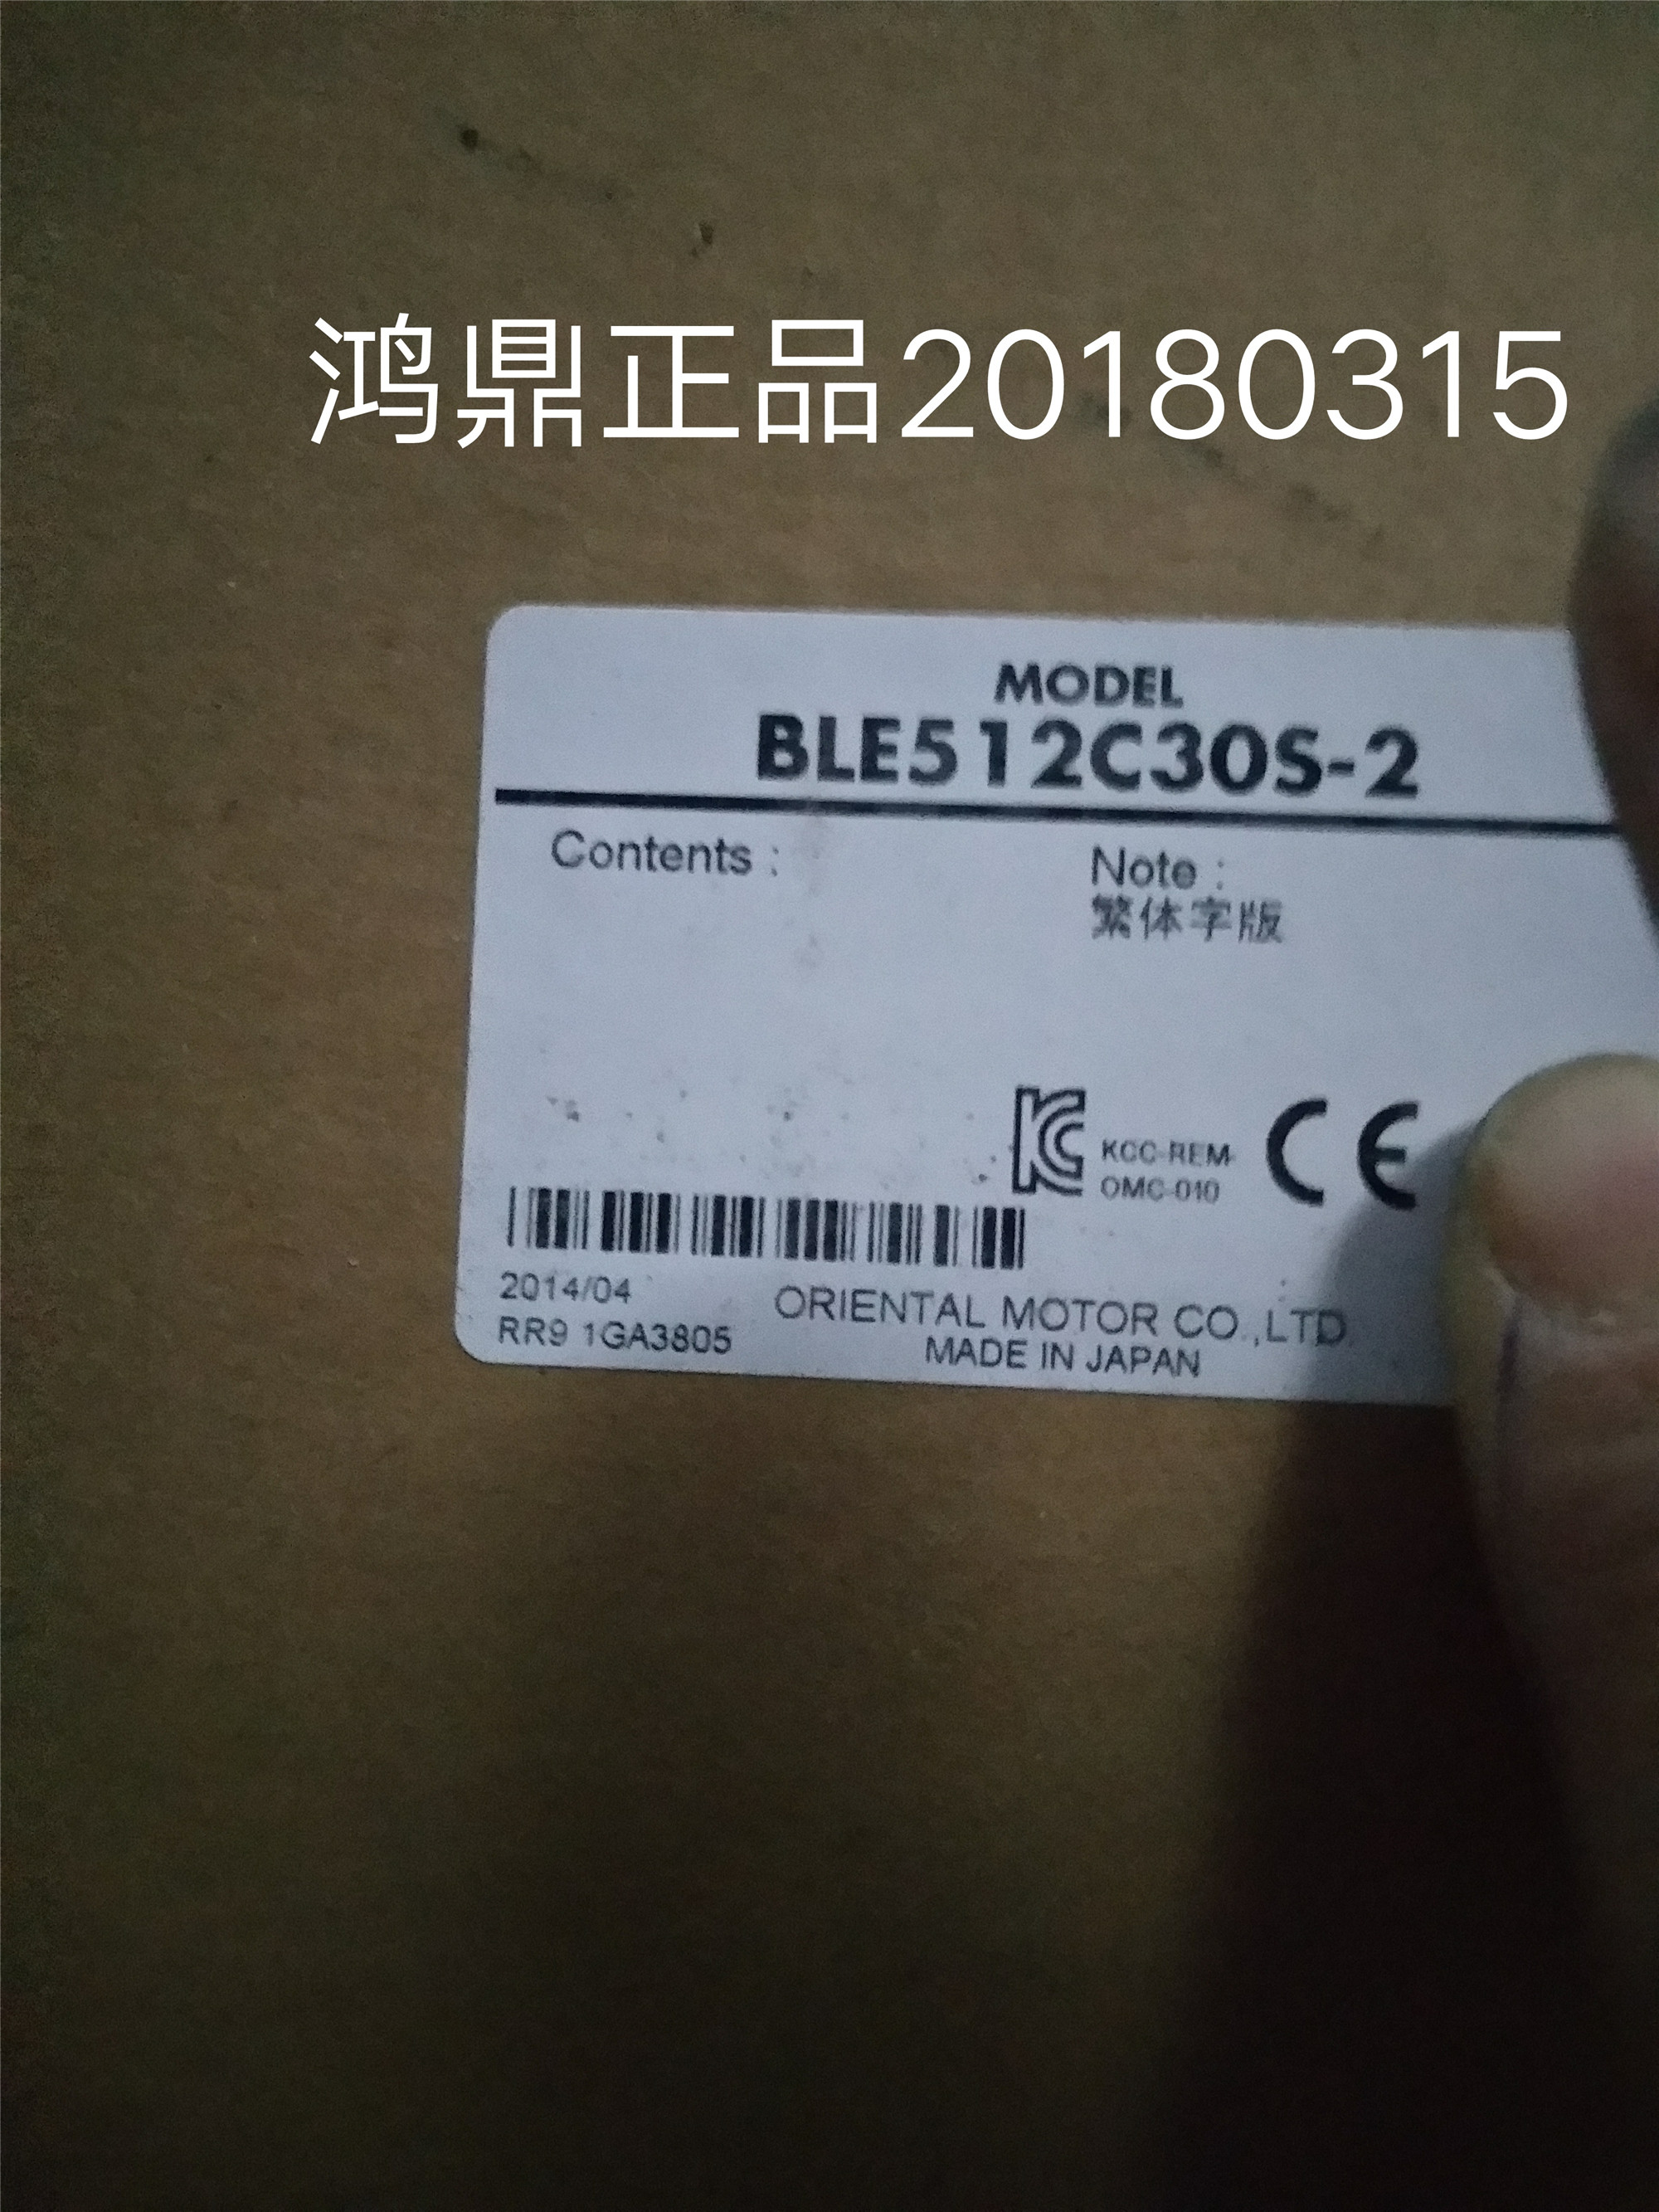 鸿鼎正品20180315
MODEL
BLE512C30S-2
Contents :
Note :
繁体字版
KCC-REM-
OMC-010
CE
2014/04
RR9 1GA3805
ORIENTAL MOTOR CO.,LTD.
MADE IN JAPAN